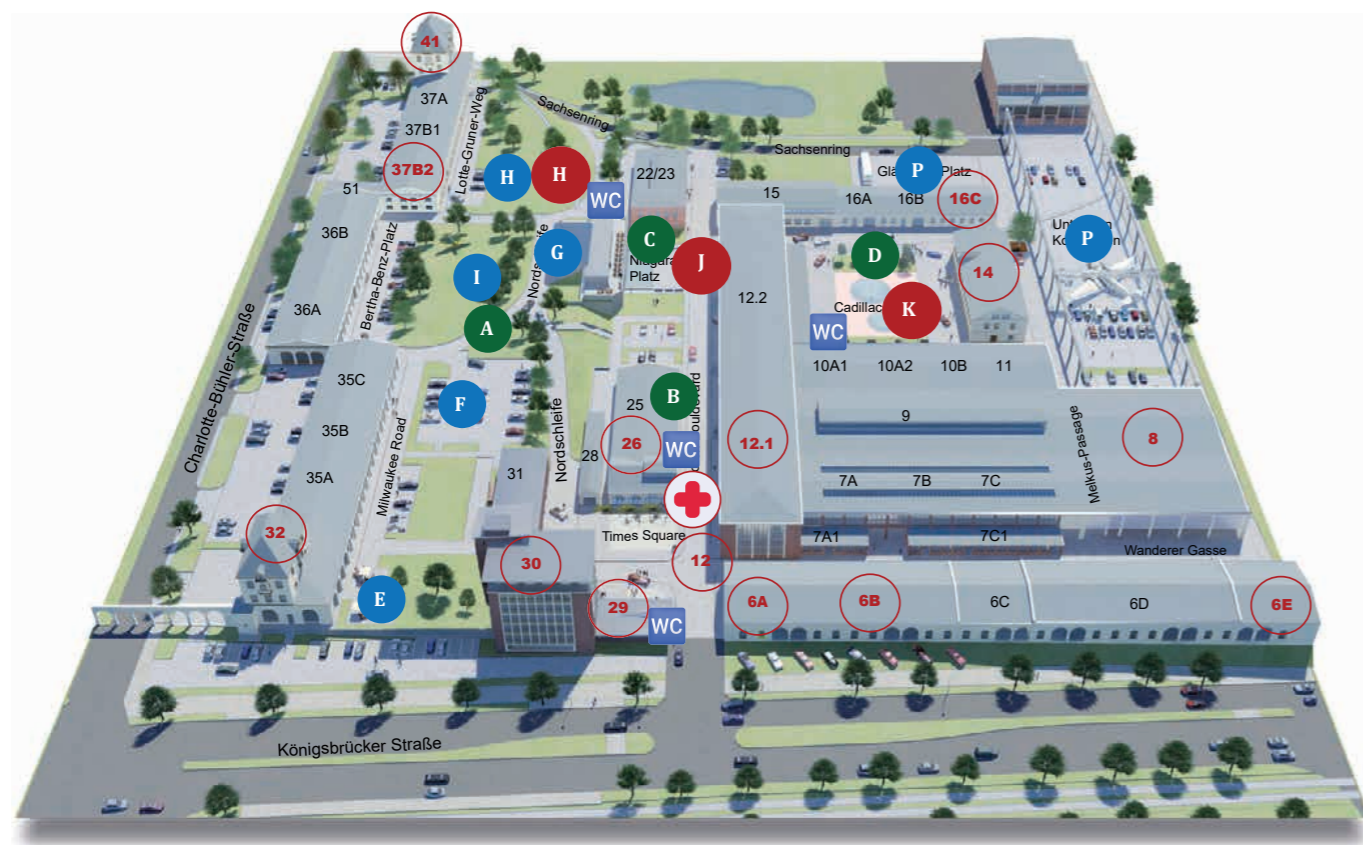 41
37A
37B1
37B2
51
36B
36A
35C
35B
35A
32
Lotte-Gruner-Weg
Bertha-Benz-Platz
Charlotte-Bühler-Straße
Milwaukee Road
Sachsenring
Sachsenring
H
H
WC
22/23
15
16A
16B
16C
P
Platz
P
G
I
A
F
E
C
Platz
J
12.2
D
14
Cadillac
K
WC
10A1
10A2
10B
11
9
8
Melkus-Passage
Nordschleife
25
B
26
WC
28
31
12.1
7A
7B
7C
Times Square
7A1
7C1
Wanderer Gasse
30
12
29
WC
6A
6B
6C
6D
6E
Königsbrücker Straße